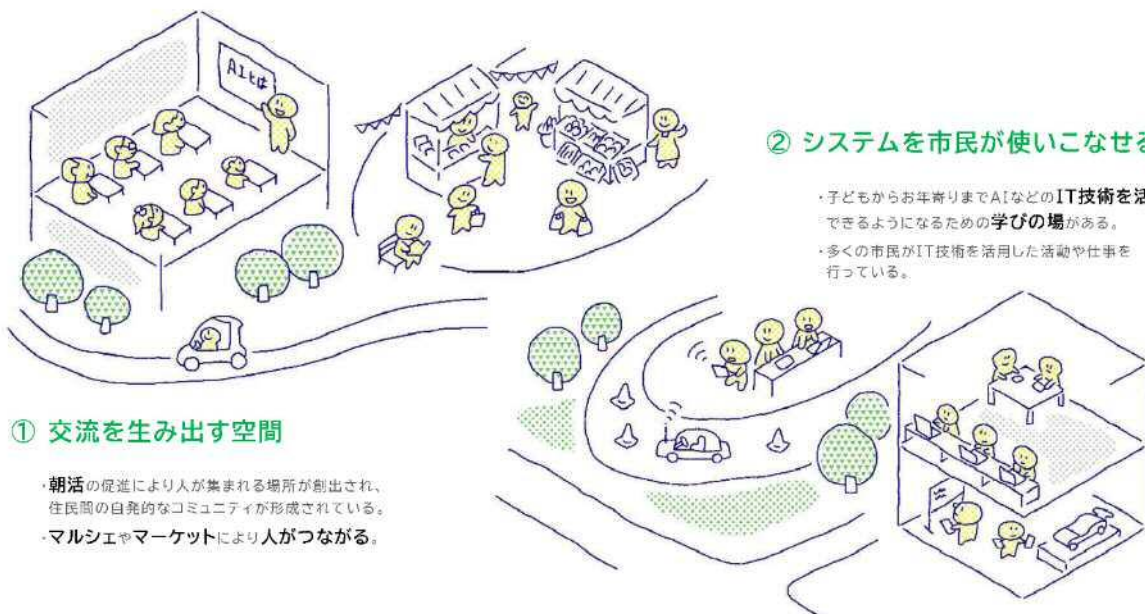 AIとは
② システムを市民が使いこなせる
・子どもからお年寄りまでAIなどのIT技術を活
できるようになるための学びの場がある。
・多くの市民がIT技術を活用した活動や仕事を
行っている。
① 交流を生み出す空間
・朝活の促進により人が集まれる場所が創出され、
住民間の自発的なコミュニティが形成されている。
・マルシェやマーケットにより人がつながる。